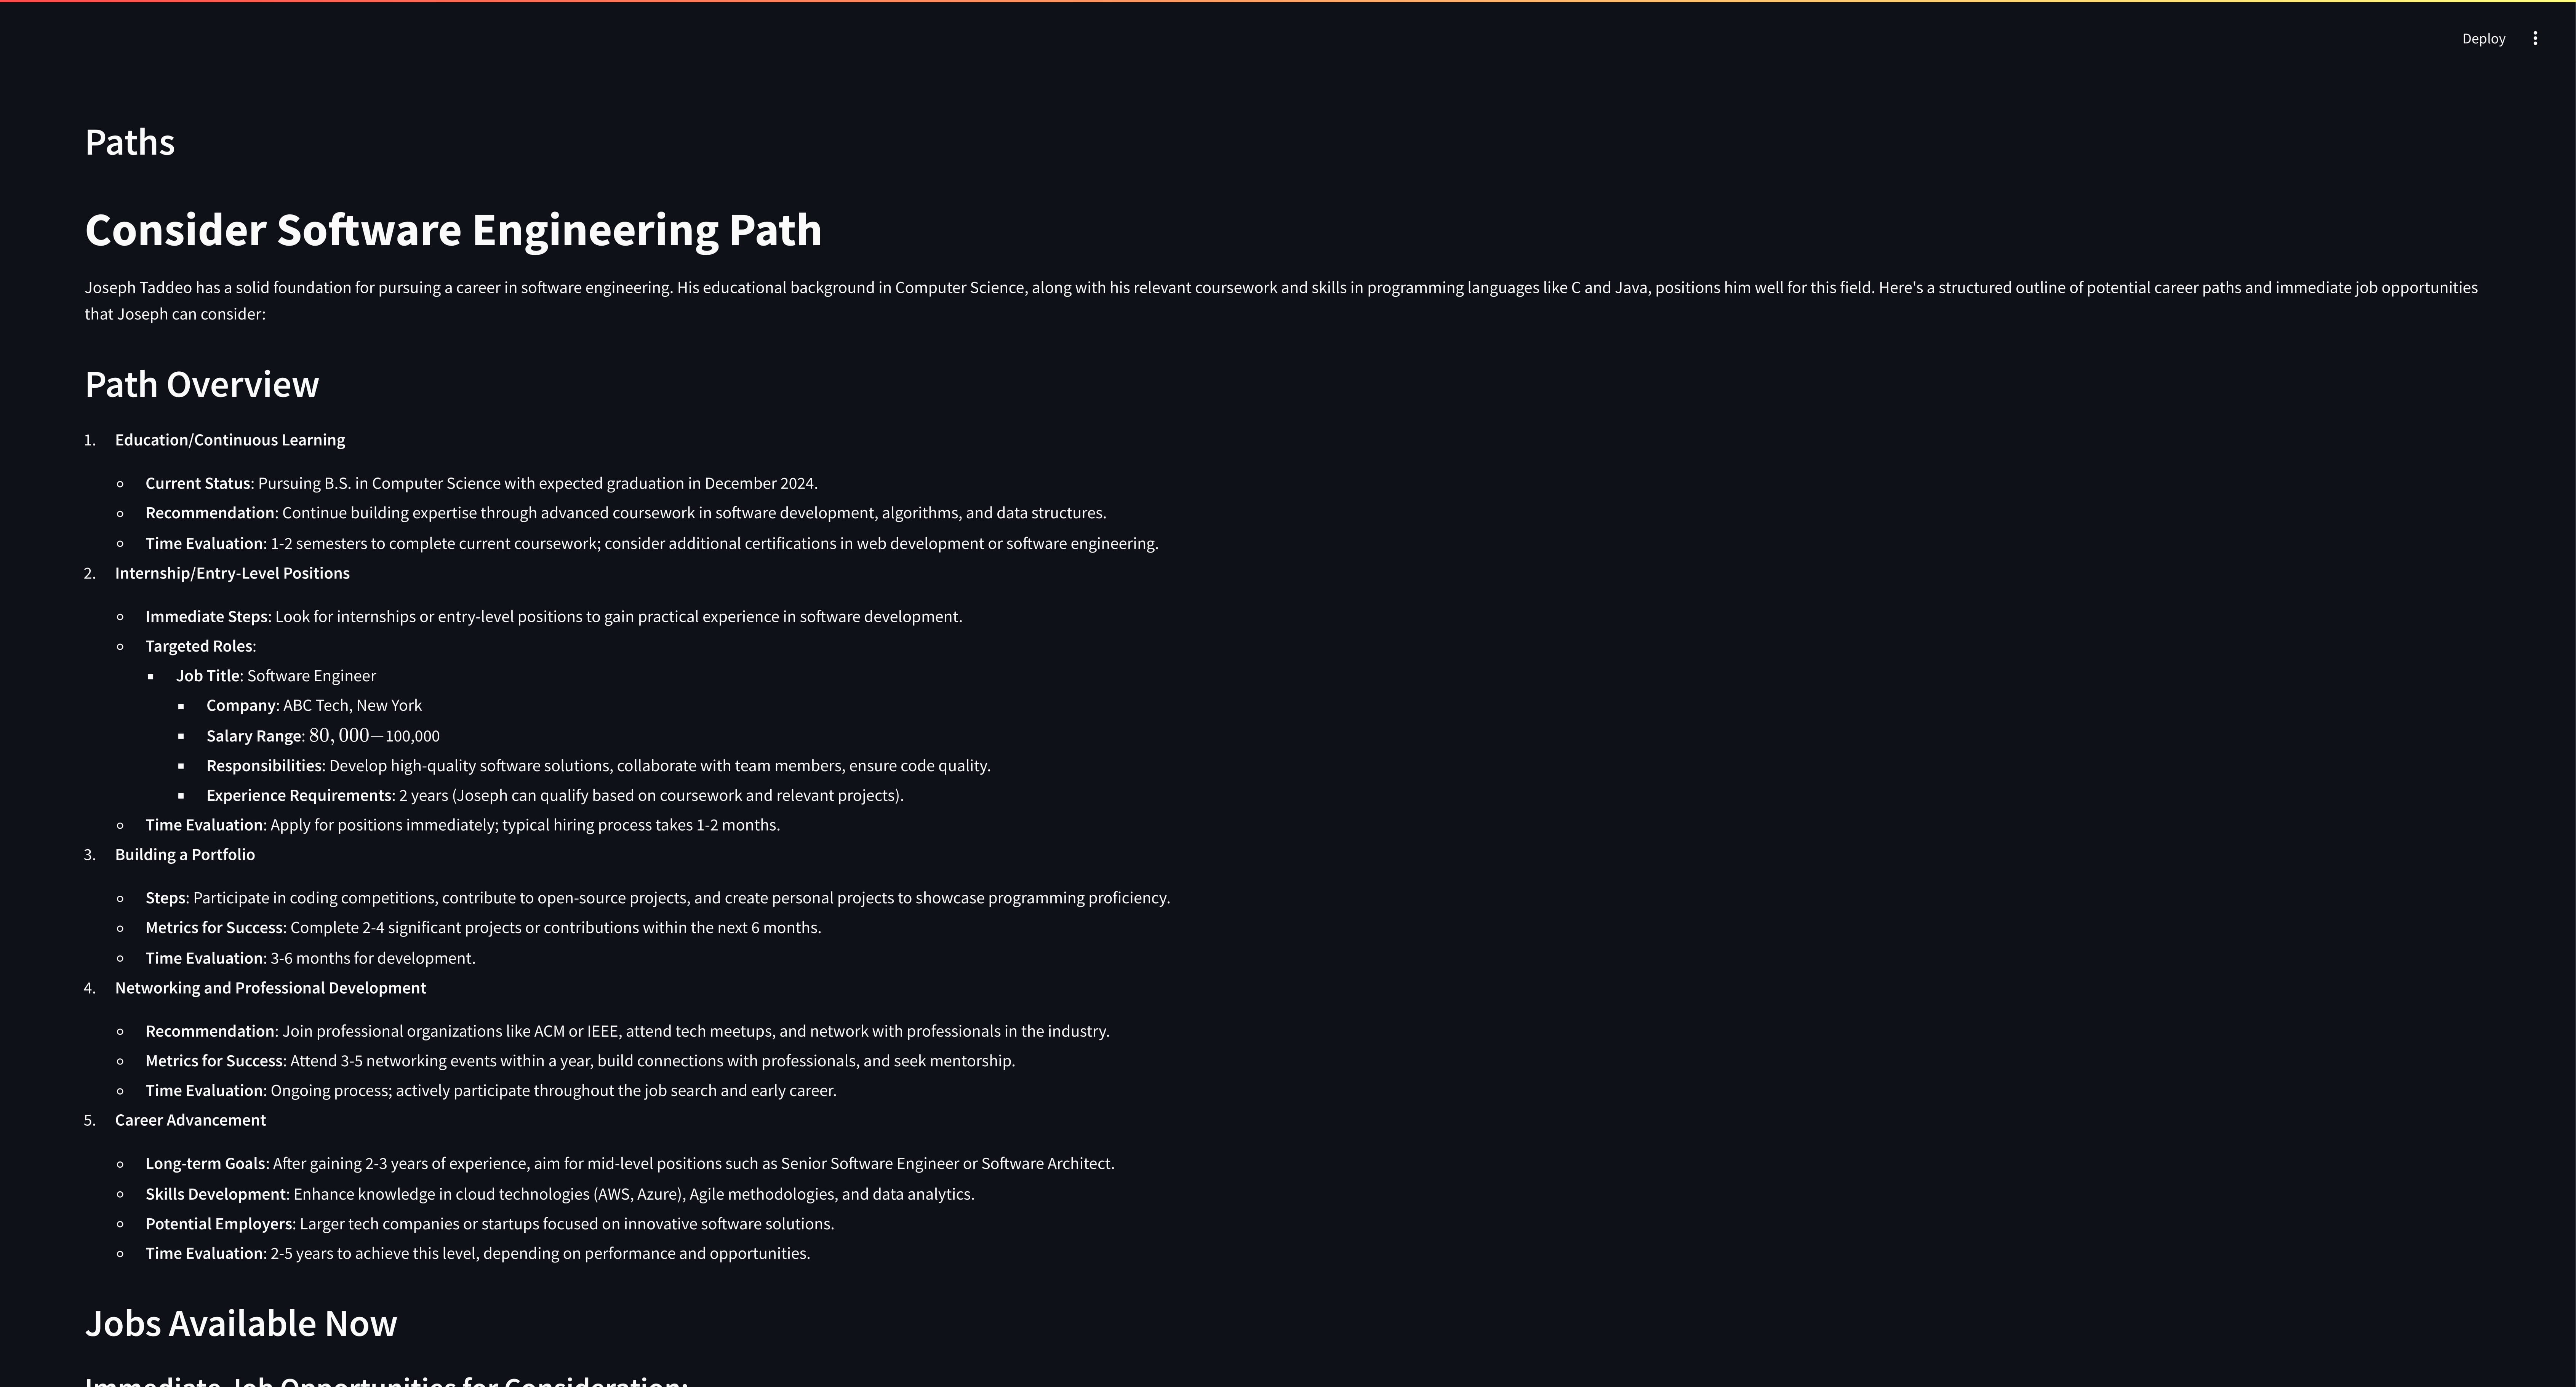 Deploy
Paths
Consider Software Engineering Path
Joseph Taddeo has a solid foundation for pursuing a career in software engineering. His educational background in Computer Science, along with his relevant coursework and skills in programming languages like C and Java, positions him well for this field. Here's a structured outline of potential career paths and immediate job opportunities
that Joseph can consider:
Path Overview
1. Education/Continuous Learning
Current Status: Pursuing B.S. in Computer Science with expected graduation in December 2024.
Recommendation: Continue building expertise through advanced coursework in software development, algorithms, and data structures.
Time Evaluation: 1-2 semesters to complete current coursework; consider additional certifications in web development or software engineering.
2. Internship/Entry-Level Positions
Immediate Steps: Look for internships or entry-level positions to gain practical experience in software development.
Targeted Roles:
Job Title: Software Engineer
Company: ABC Tech, New York
Salary Range: 80, 000−100,000
Responsibilities: Develop high-quality software solutions, collaborate with team members, ensure code quality.
Experience Requirements: 2 years (Joseph can qualify based on coursework and relevant projects).
Time Evaluation: Apply for positions immediately; typical hiring process takes 1-2 months.
3. Building a Portfolio
Steps: Participate in coding competitions, contribute to open-source projects, and create personal projects to showcase programming proficiency.
Metrics for Success: Complete 2-4 significant projects or contributions within the next 6 months.
Time Evaluation: 3-6 months for development.
4. Networking and Professional Development
Recommendation: Join professional organizations like ACM or IEEE, attend tech meetups, and network with professionals in the industry.
Metrics for Success: Attend 3-5 networking events within a year, build connections with professionals, and seek mentorship.
Time Evaluation: Ongoing process; actively participate throughout the job search and early career.
5. Career Advancement
Long-term Goals: After gaining 2-3 years of experience, aim for mid-level positions such as Senior Software Engineer or Software Architect.
Skills Development: Enhance knowledge in cloud technologies (AWS, Azure), Agile methodologies, and data analytics.
Potential Employers: Larger tech companies or startups focused on innovative software solutions.
Time Evaluation: 2-5 years to achieve this level, depending on performance and opportunities.
Jobs Available Now
Immediate Job Opportunities for Consideration: